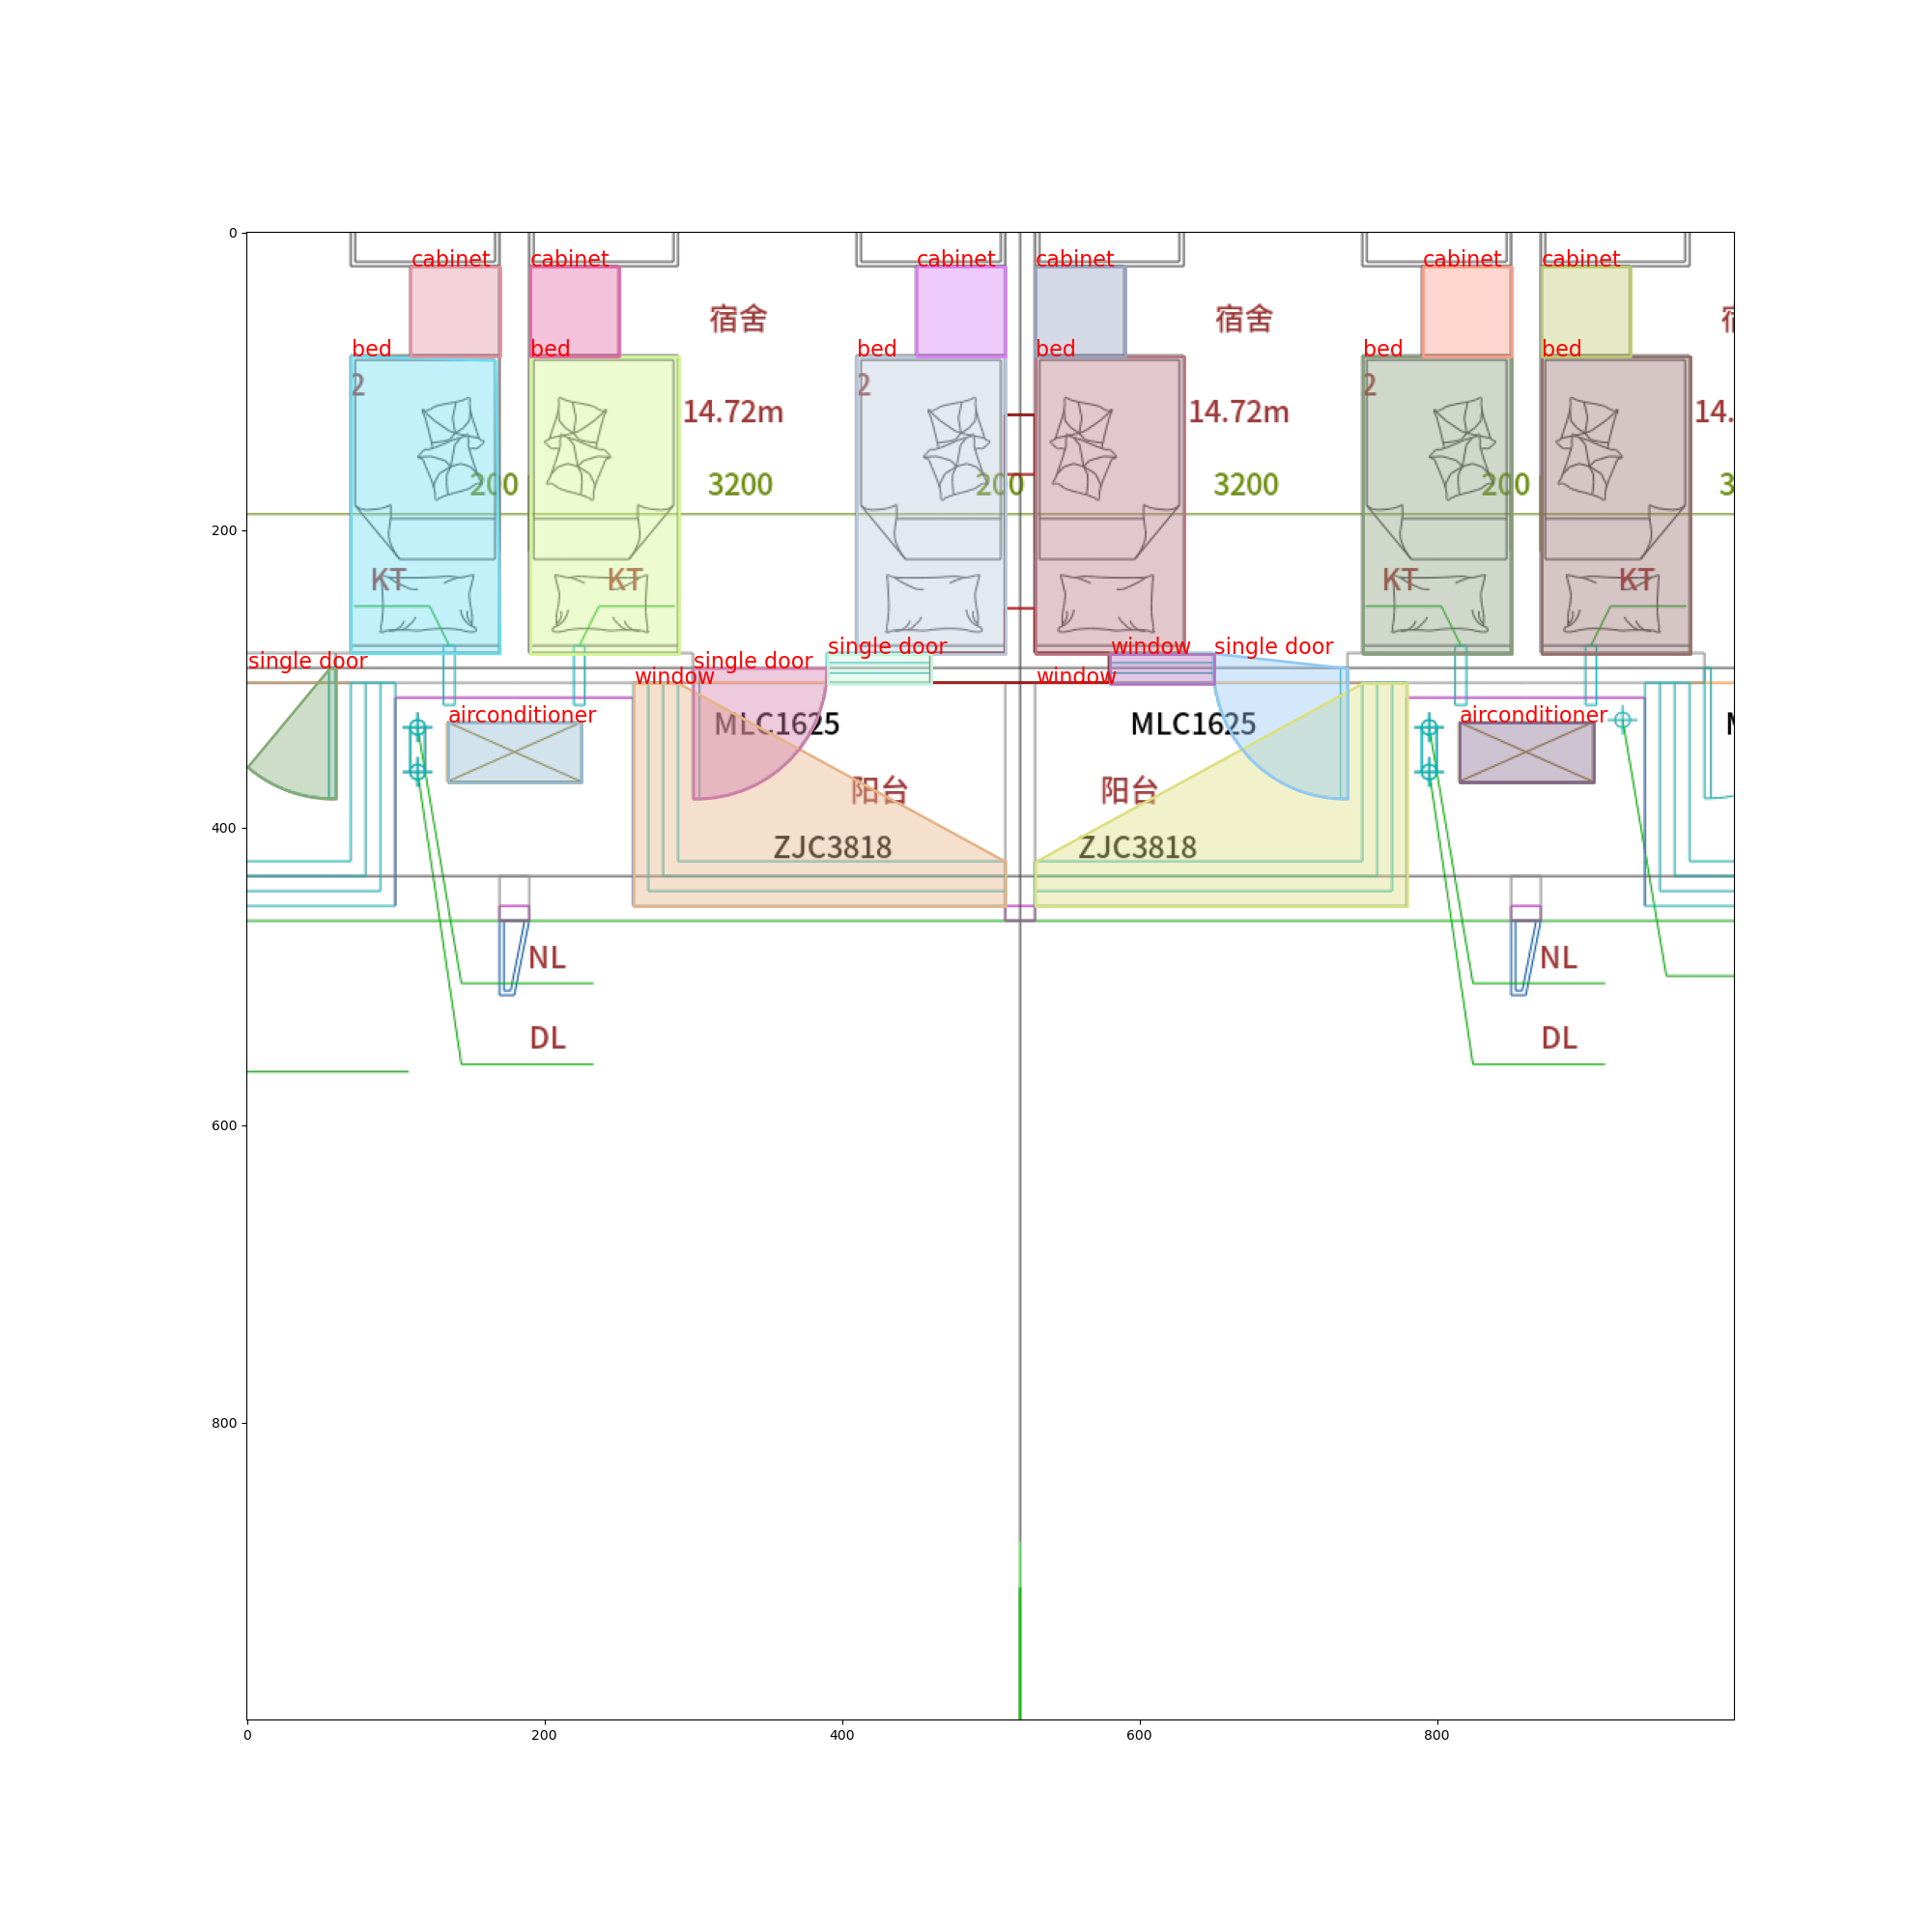 0
cabinet cabinet cabinet cabinet cabinet cabinet
宿舍 宿舍
bed bed bed bed bed bed
2 2 2
14.72m 14.72m 14.
200 3200 200 3200 200 3
200
KT KT KT KT
single door single door single door window single door
window window
airconditioner airconditioner
MLC1625 MLC1625
阳台 阳台
400
ZJC3818 ZJC3818
NL NL
DL DL
600
800
0 200 400 600 800